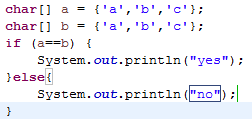 char[] a = {'a','b','c'};
char[] b = {'a','b','c'};
if (a==b) {
    System.out.println("yes");
}else{
    System.out.println("no");
}